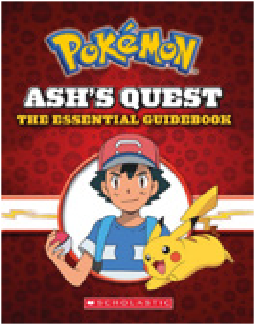 POKéMON
ASH'S QUEST
THE ESSENTIAL GUIDEBOOK
SCHOLASTIC